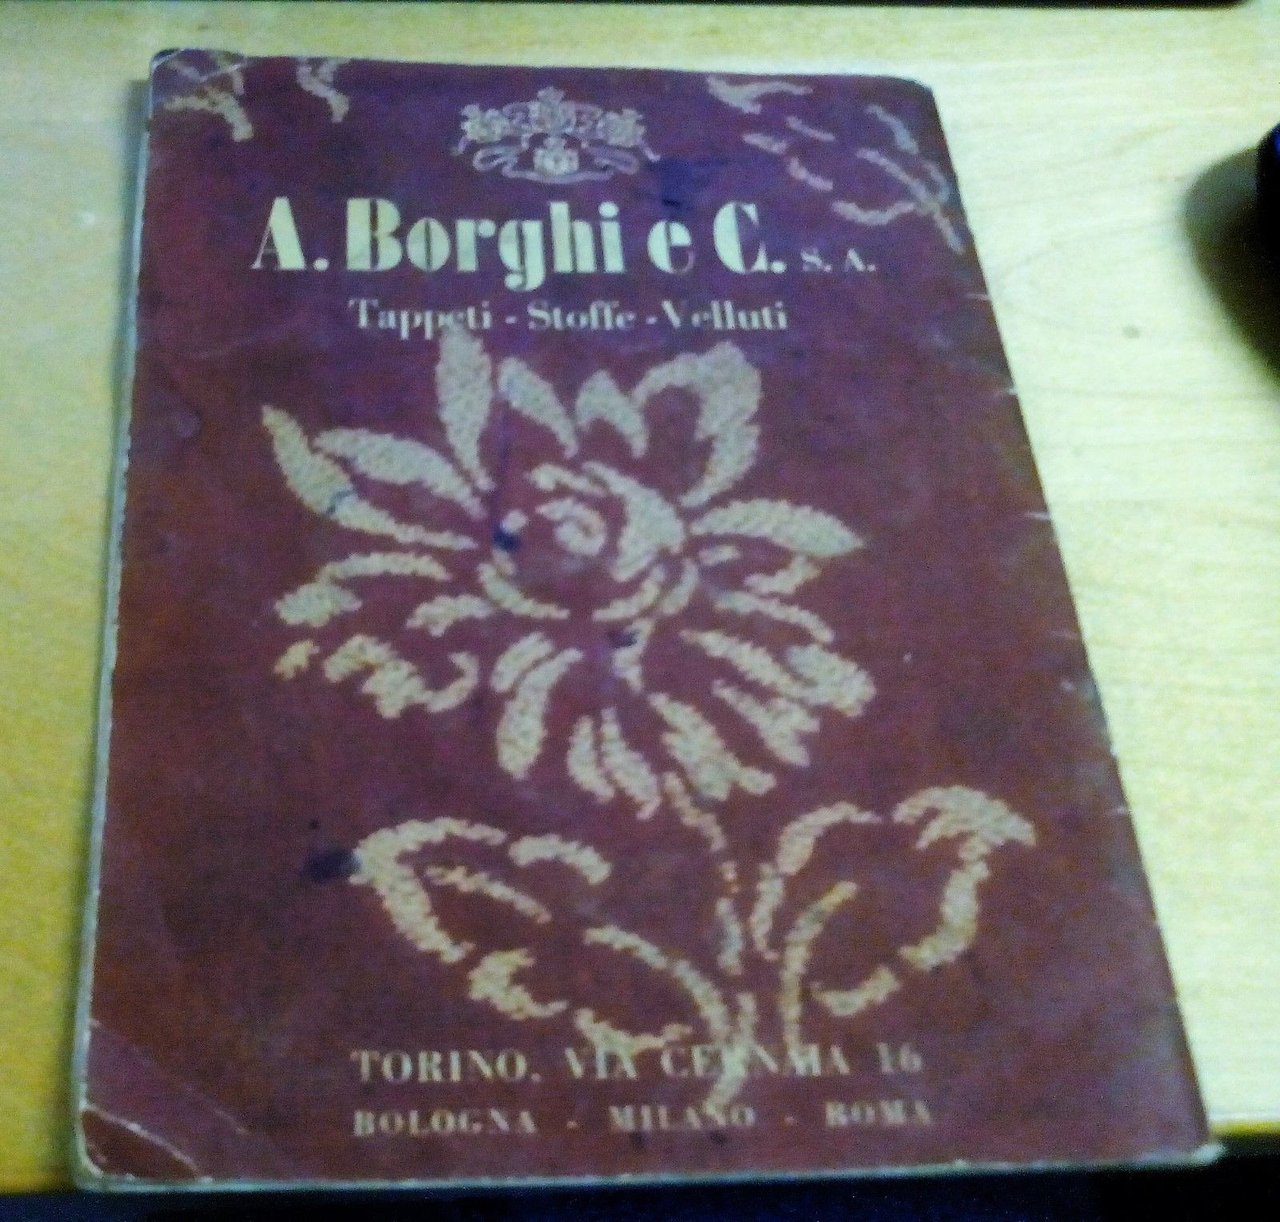 A. Borghi e C. S. A.
Tappeti - Stoffe - Velluti
TORINO. VIA CERNAIA 16
BOLOGNA - MILANO - ROMA